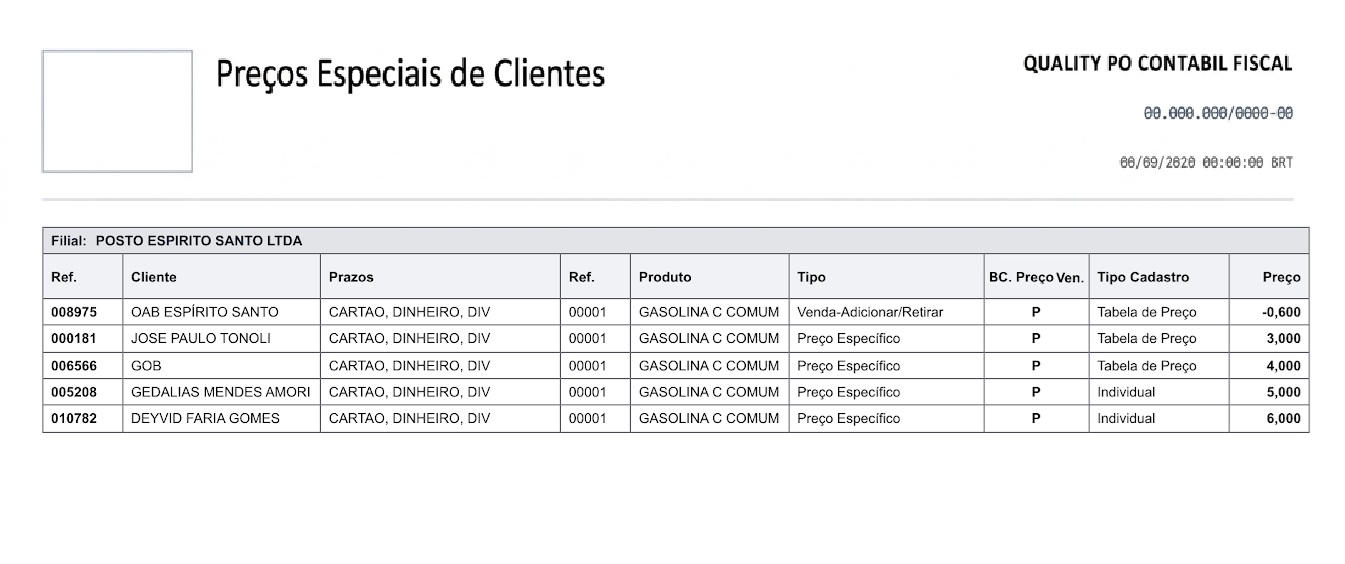 Preços Especiais de Clientes
QUALITY PO CONTABIL FISCAL
00.000.000/0000-00
00/09/2020 00:00:00 BRT
Filial: POSTO ESPIRITO SANTO LTDA
Ref. Cliente Prazos Ref. Produto Tipo BC. Preço Ven. Tipo Cadastro Preço
008975 OAB ESPÍRITO SANTO CARTAO, DINHEIRO, DIV 00001 GASOLINA C COMUM Venda-Adicionar/Retirar P Tabela de Preço -0,600
000181 JOSE PAULO TONOLI CARTAO, DINHEIRO, DIV 00001 GASOLINA C COMUM Preço Específico P Tabela de Preço 3,000
006566 GOB CARTAO, DINHEIRO, DIV 00001 GASOLINA C COMUM Preço Específico P Tabela de Preço 4,000
005208 GEDALIAS MENDES AMORI CARTAO, DINHEIRO, DIV 00001 GASOLINA C COMUM Preço Específico P Individual 5,000
010782 DEYVID FARIA GOMES CARTAO, DINHEIRO, DIV 00001 GASOLINA C COMUM Preço Específico P Individual 6,000